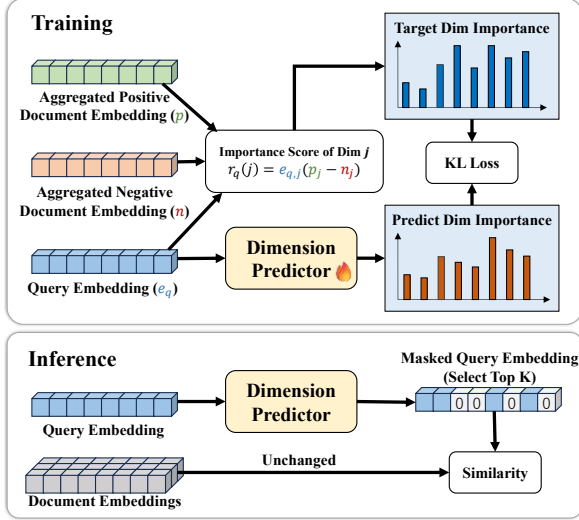 Training
Aggregated Positive
Document Embedding (p)
Aggregated Negative
Document Embedding (n)
Query Embedding (e_q)
Importance Score of Dim j
r_q(j) = e_{q,j}(p_j − n_j)
Dimension
Predictor
Target Dim Importance
KL Loss
Predict Dim Importance
Inference
Query Embedding
Dimension
Predictor
Masked Query Embedding
(Select Top K)
0 0 0 0
Document Embeddings
Unchanged
Similarity